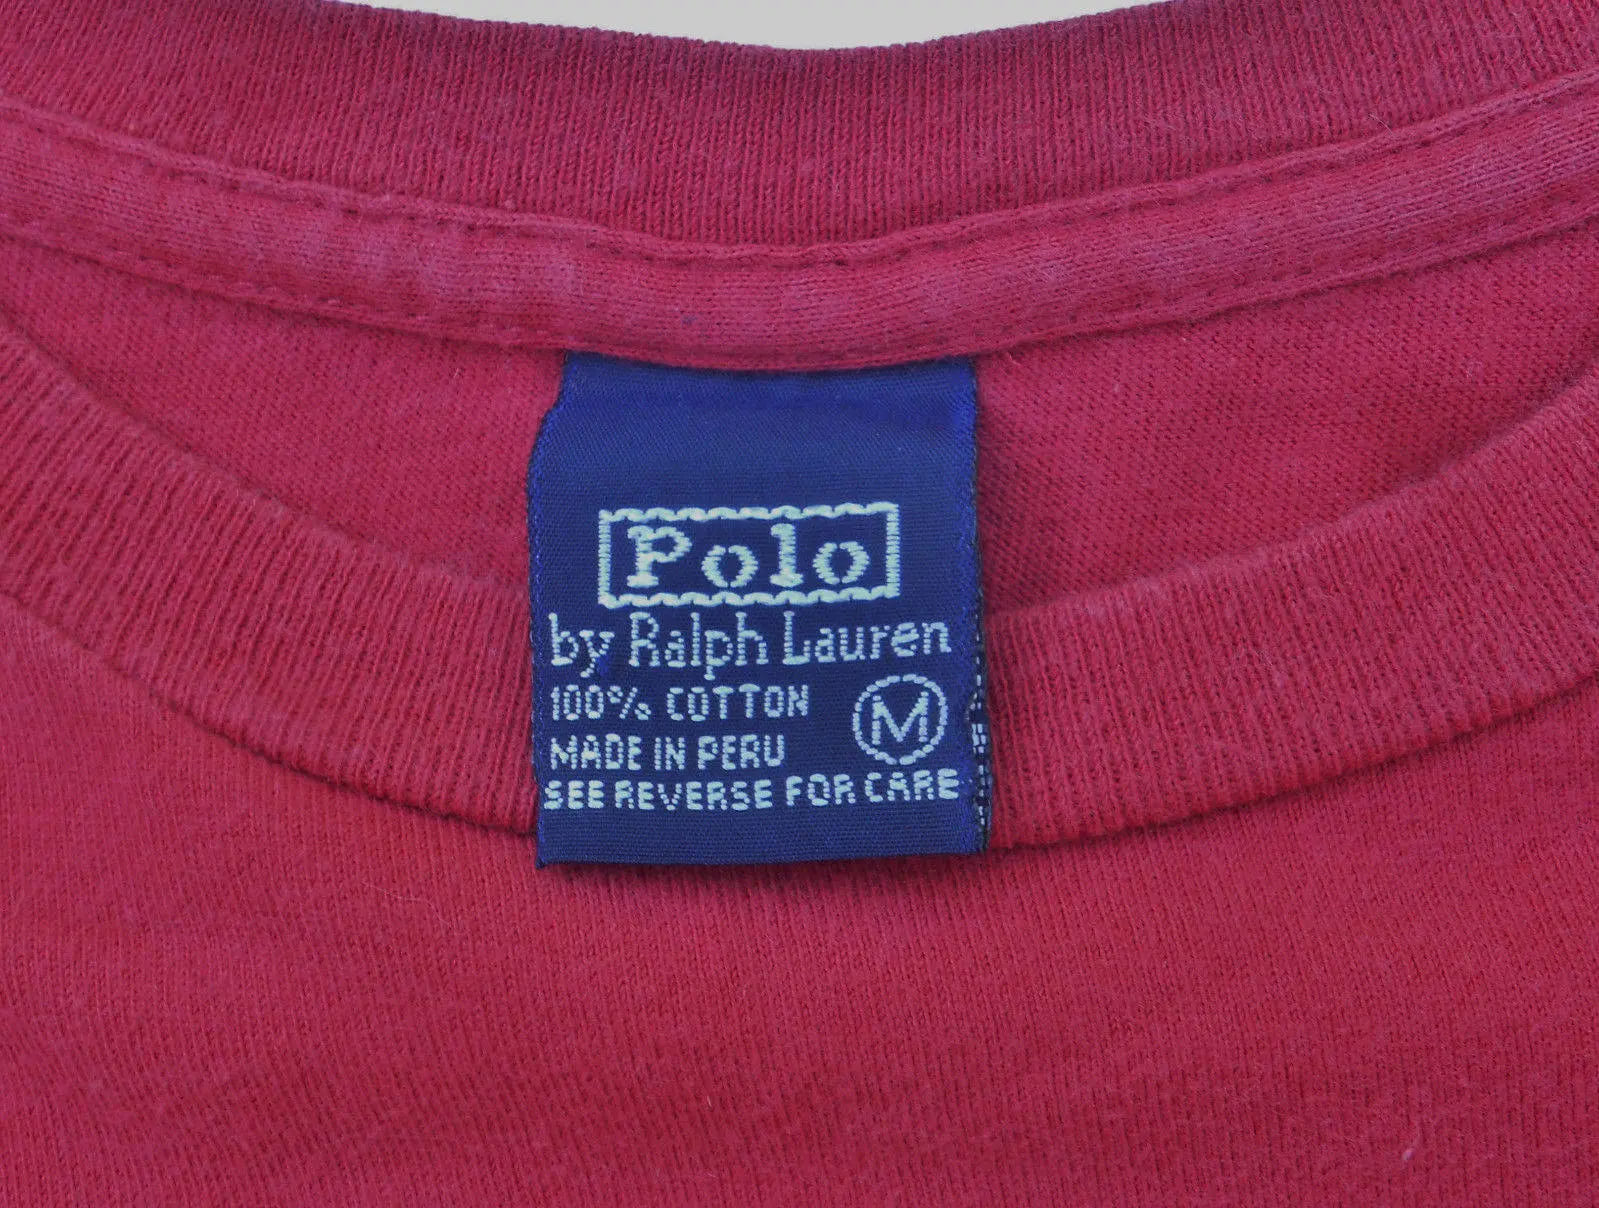 Polo
by Ralph Lauren
100% COTTON
MADE IN PERU
M
SEE REVERSE FOR CARE